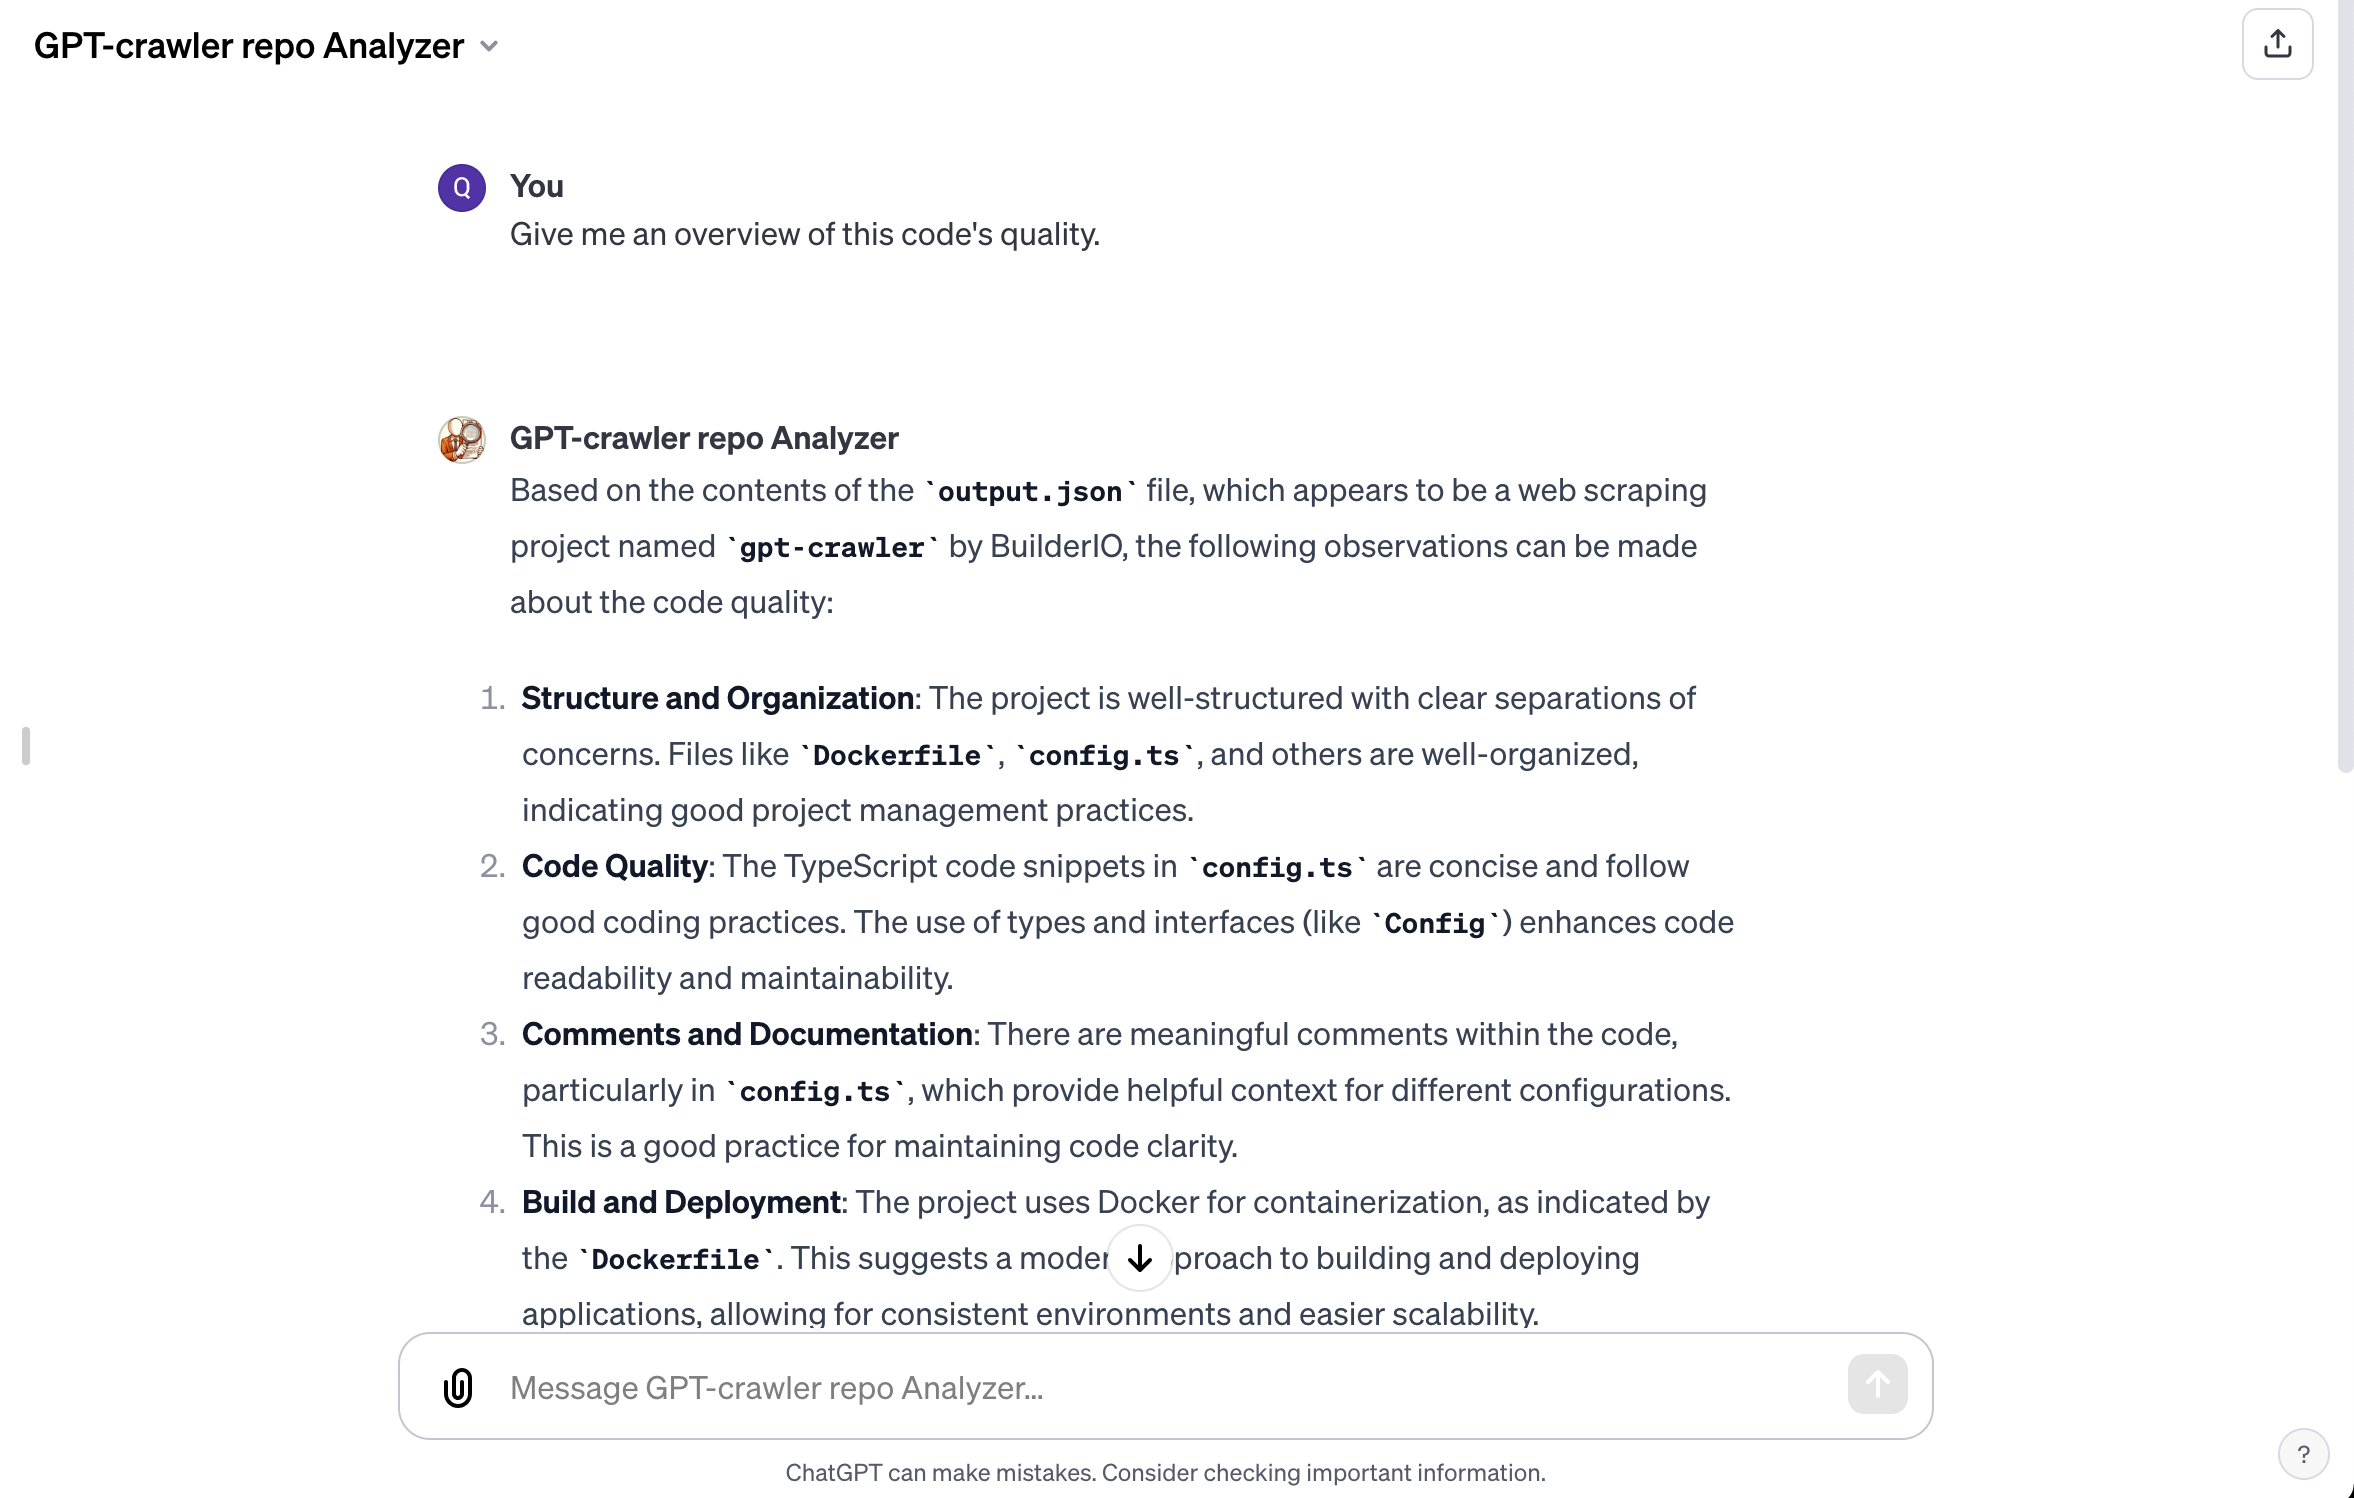 GPT-crawler repo Analyzer
Q
You
Give me an overview of this code's quality.
GPT-crawler repo Analyzer
Based on the contents of the `output.json` file, which appears to be a web scraping
project named `gpt-crawler` by BuilderIO, the following observations can be made
about the code quality:
1. Structure and Organization: The project is well-structured with clear separations of
concerns. Files like `Dockerfile`, `config.ts`, and others are well-organized,
indicating good project management practices.
2. Code Quality: The TypeScript code snippets in `config.ts` are concise and follow
good coding practices. The use of types and interfaces (like `Config`) enhances code
readability and maintainability.
3. Comments and Documentation: There are meaningful comments within the code,
particularly in `config.ts`, which provide helpful context for different configurations.
This is a good practice for maintaining code clarity.
4. Build and Deployment: The project uses Docker for containerization, as indicated by
the `Dockerfile`. This suggests a moder proach to building and deploying
applications, allowing for consistent environments and easier scalability.
Message GPT-crawler repo Analyzer...
ChatGPT can make mistakes. Consider checking important information.
?